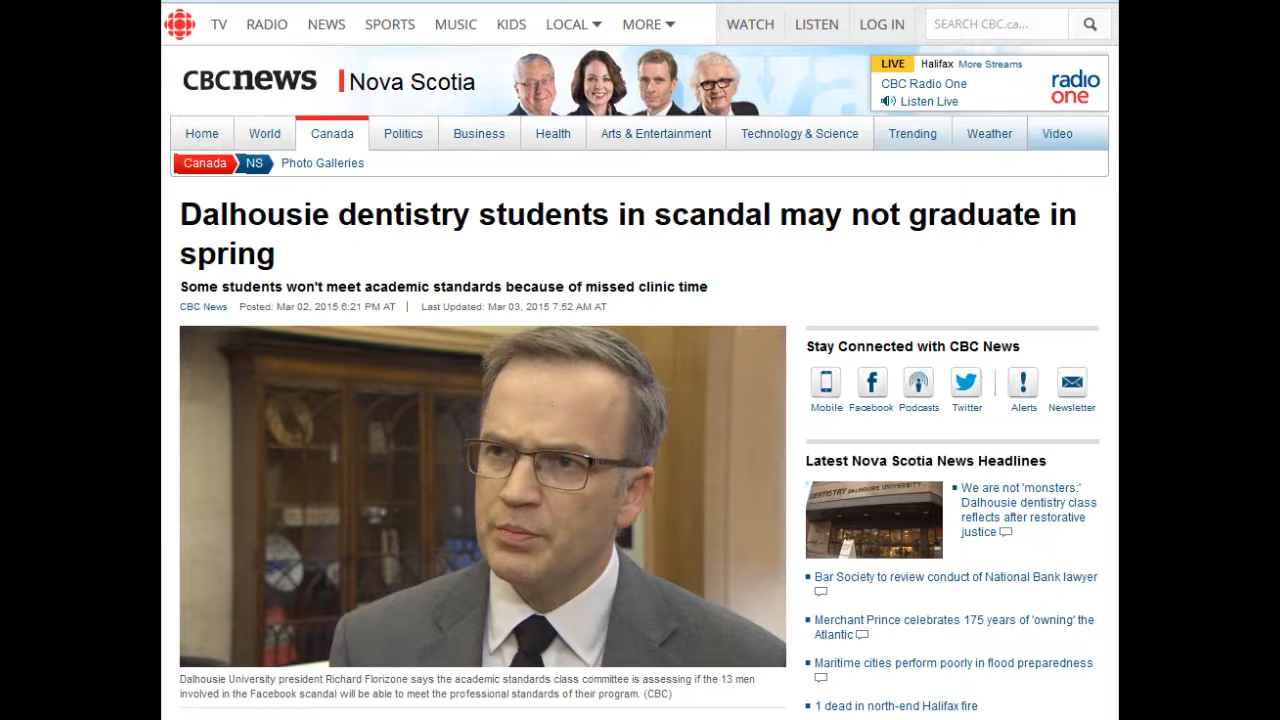 TV RADIO NEWS SPORTS MUSIC KIDS LOCAL MORE WATCH LISTEN LOG IN SEARCH CBC.ca...
CBCnews Nova Scotia
LIVE Halifax More Streams
CBC Radio One
Listen Live
radio
one
Home World Canada Politics Business Health Arts & Entertainment Technology & Science Trending Weather Video
Canada NS Photo Galleries
Dalhousie dentistry students in scandal may not graduate in
spring
Some students won't meet academic standards because of missed clinic time
CBC News Posted: Mar 02, 2015 6:21 PM AT | Last Updated: Mar 03, 2015 7:52 AM AT
Dalhousie University president Richard Florizone says the academic standards class committee is assessing if the 13 men
involved in the Facebook scandal will be able to meet the professional standards of their program. (CBC)
Stay Connected with CBC News
Mobile Facebook Podcasts Twitter Alerts Newsletter
Latest Nova Scotia News Headlines
DENTISTRY DALHOUSIE UNIVERSITY
We are not 'monsters:'
Dalhousie dentistry class
reflects after restorative
justice
Bar Society to review conduct of National Bank lawyer
Merchant Prince celebrates 175 years of 'owning' the
Atlantic
Maritime cities perform poorly in flood preparedness
1 dead in north-end Halifax fire